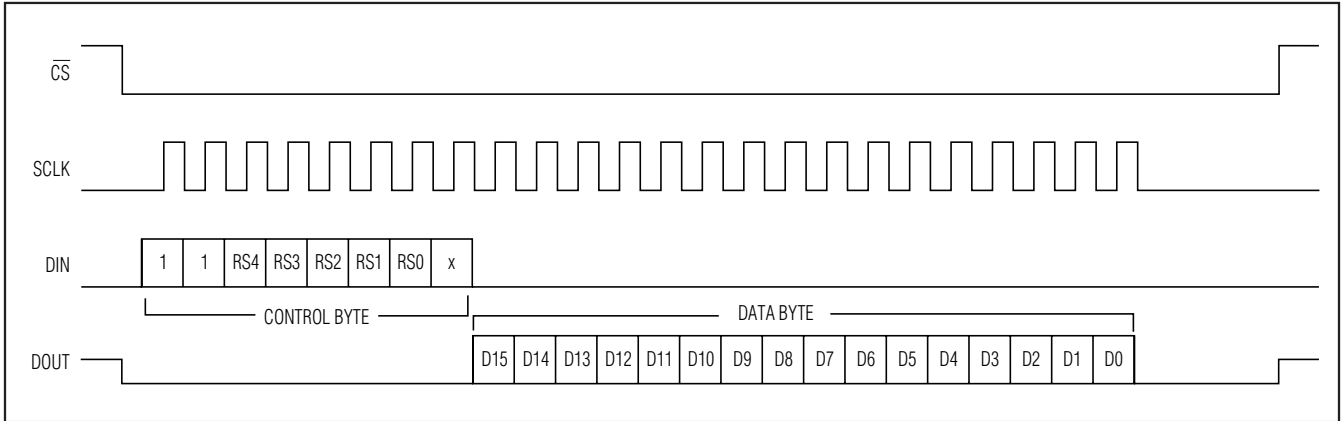 C̅S̅
SCLK
DIN 1 1 RS4 RS3 RS2 RS1 RS0 x
CONTROL BYTE DATA BYTE
DOUT D15 D14 D13 D12 D11 D10 D9 D8 D7 D6 D5 D4 D3 D2 D1 D0